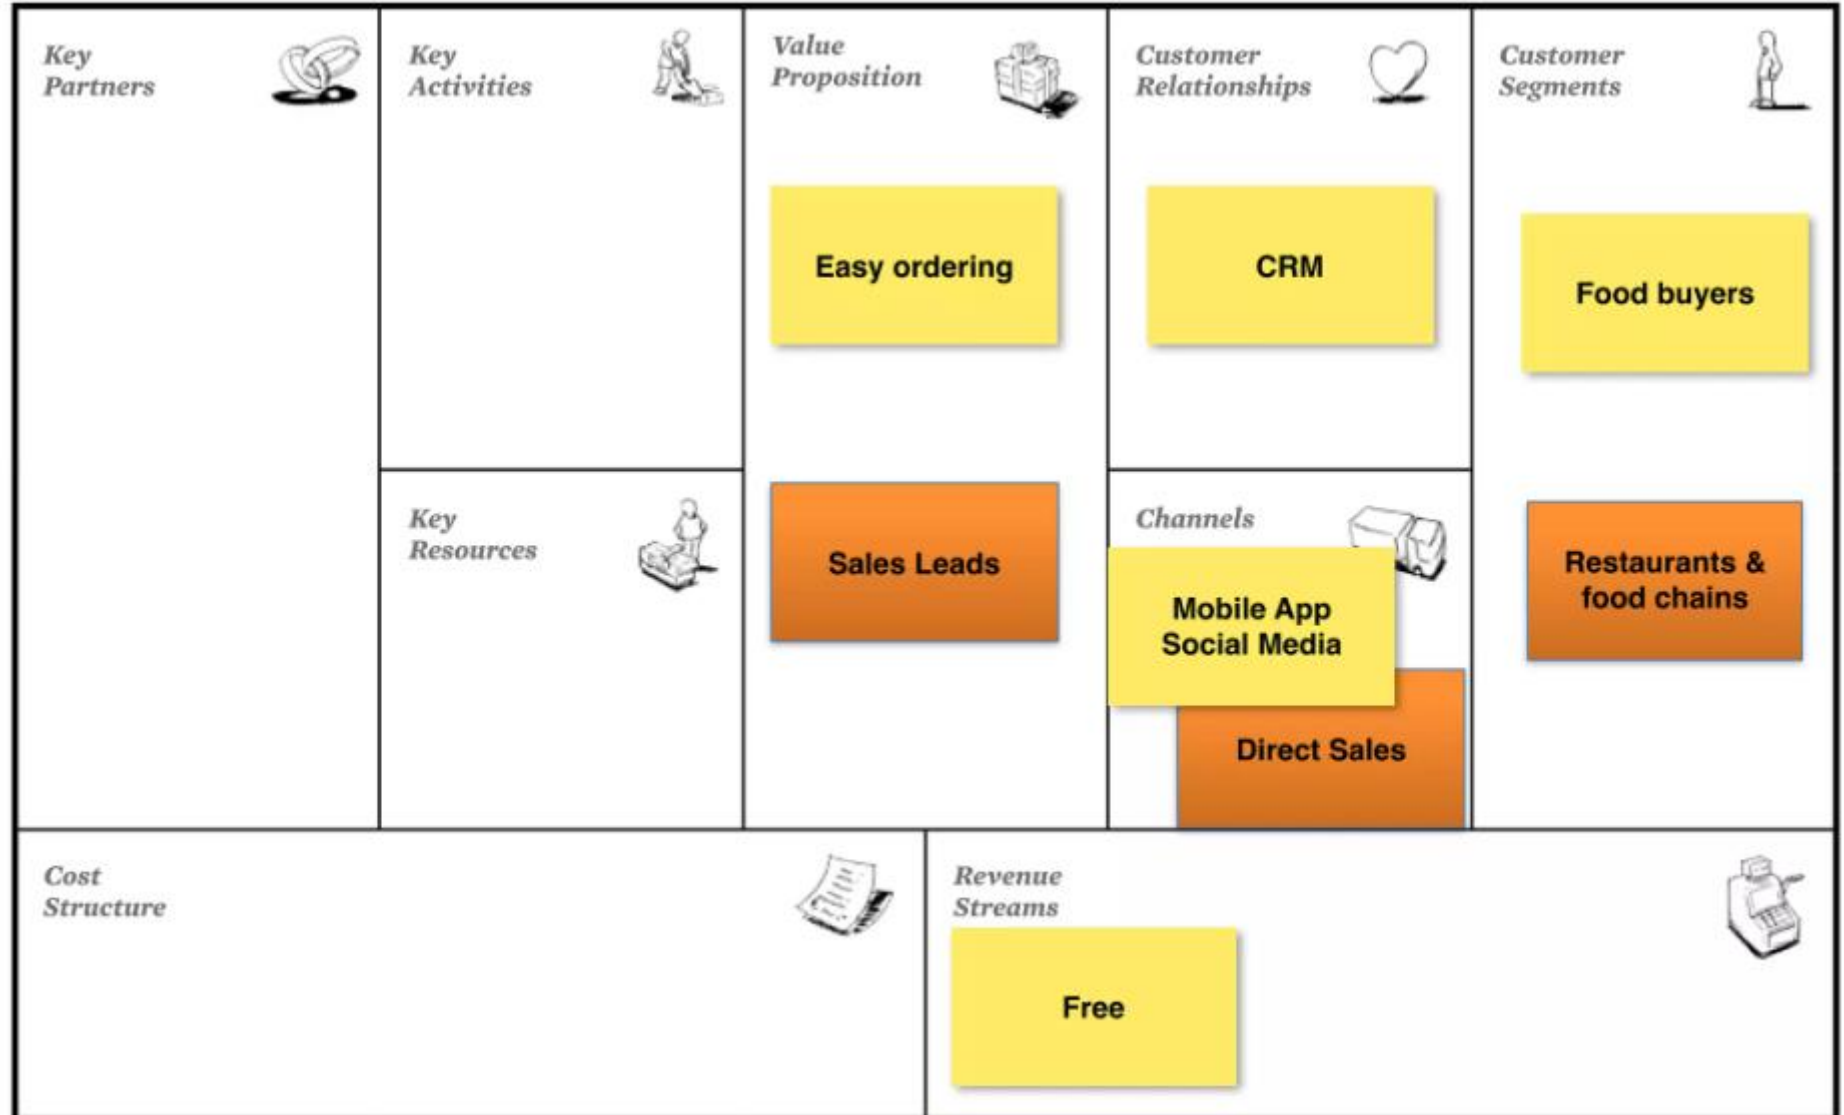 Key
Partners
Key
Activities
Value
Proposition
Customer
Relationships
Customer
Segments
Easy ordering
CRM
Food buyers
Key
Resources
Sales Leads
Channels
Mobile App
Social Media
Direct Sales
Restaurants &
food chains
Cost
Structure
Revenue
Streams
Free